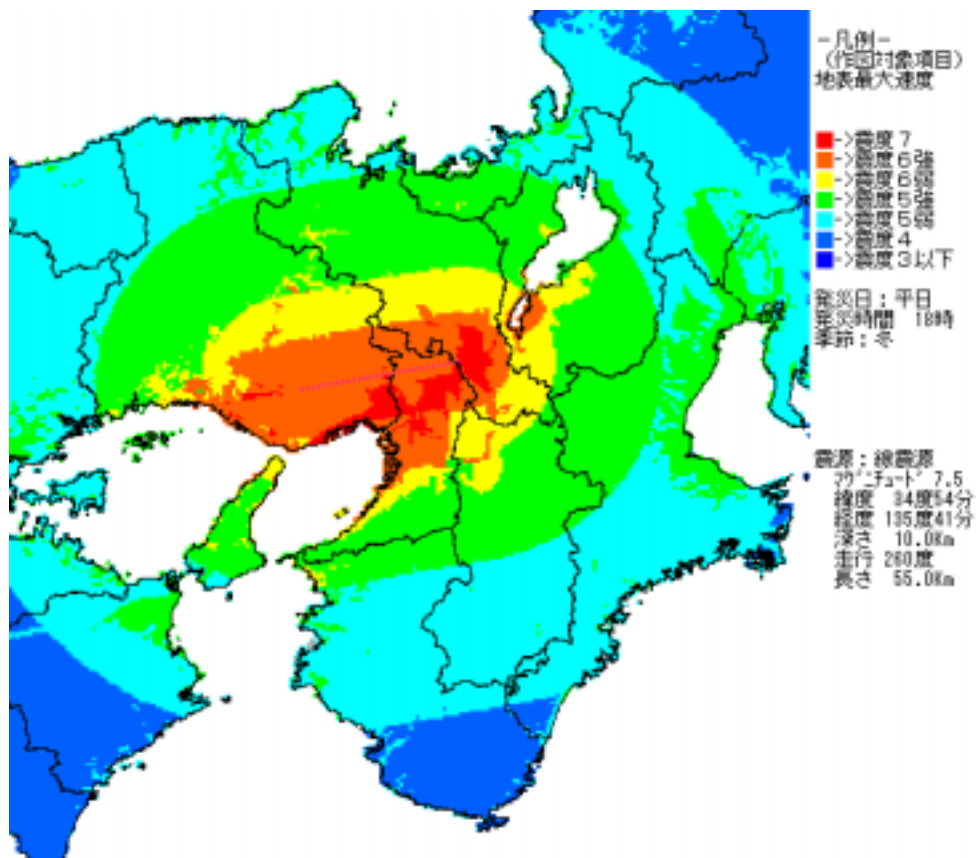 −凡例−
(作図対象項目)
地表最大速度
->震度７
->震度６強
->震度６弱
->震度５強
->震度５弱
->震度４
->震度３以下
発災日：平日
発災時間　18時
季節：冬
震源：線震源
ﾏｸﾞﾆﾁｭｰﾄﾞ 7.5
緯度　34度54分
経度 135度41分
深さ　10.0Km
走行 260度
長さ　55.0Km